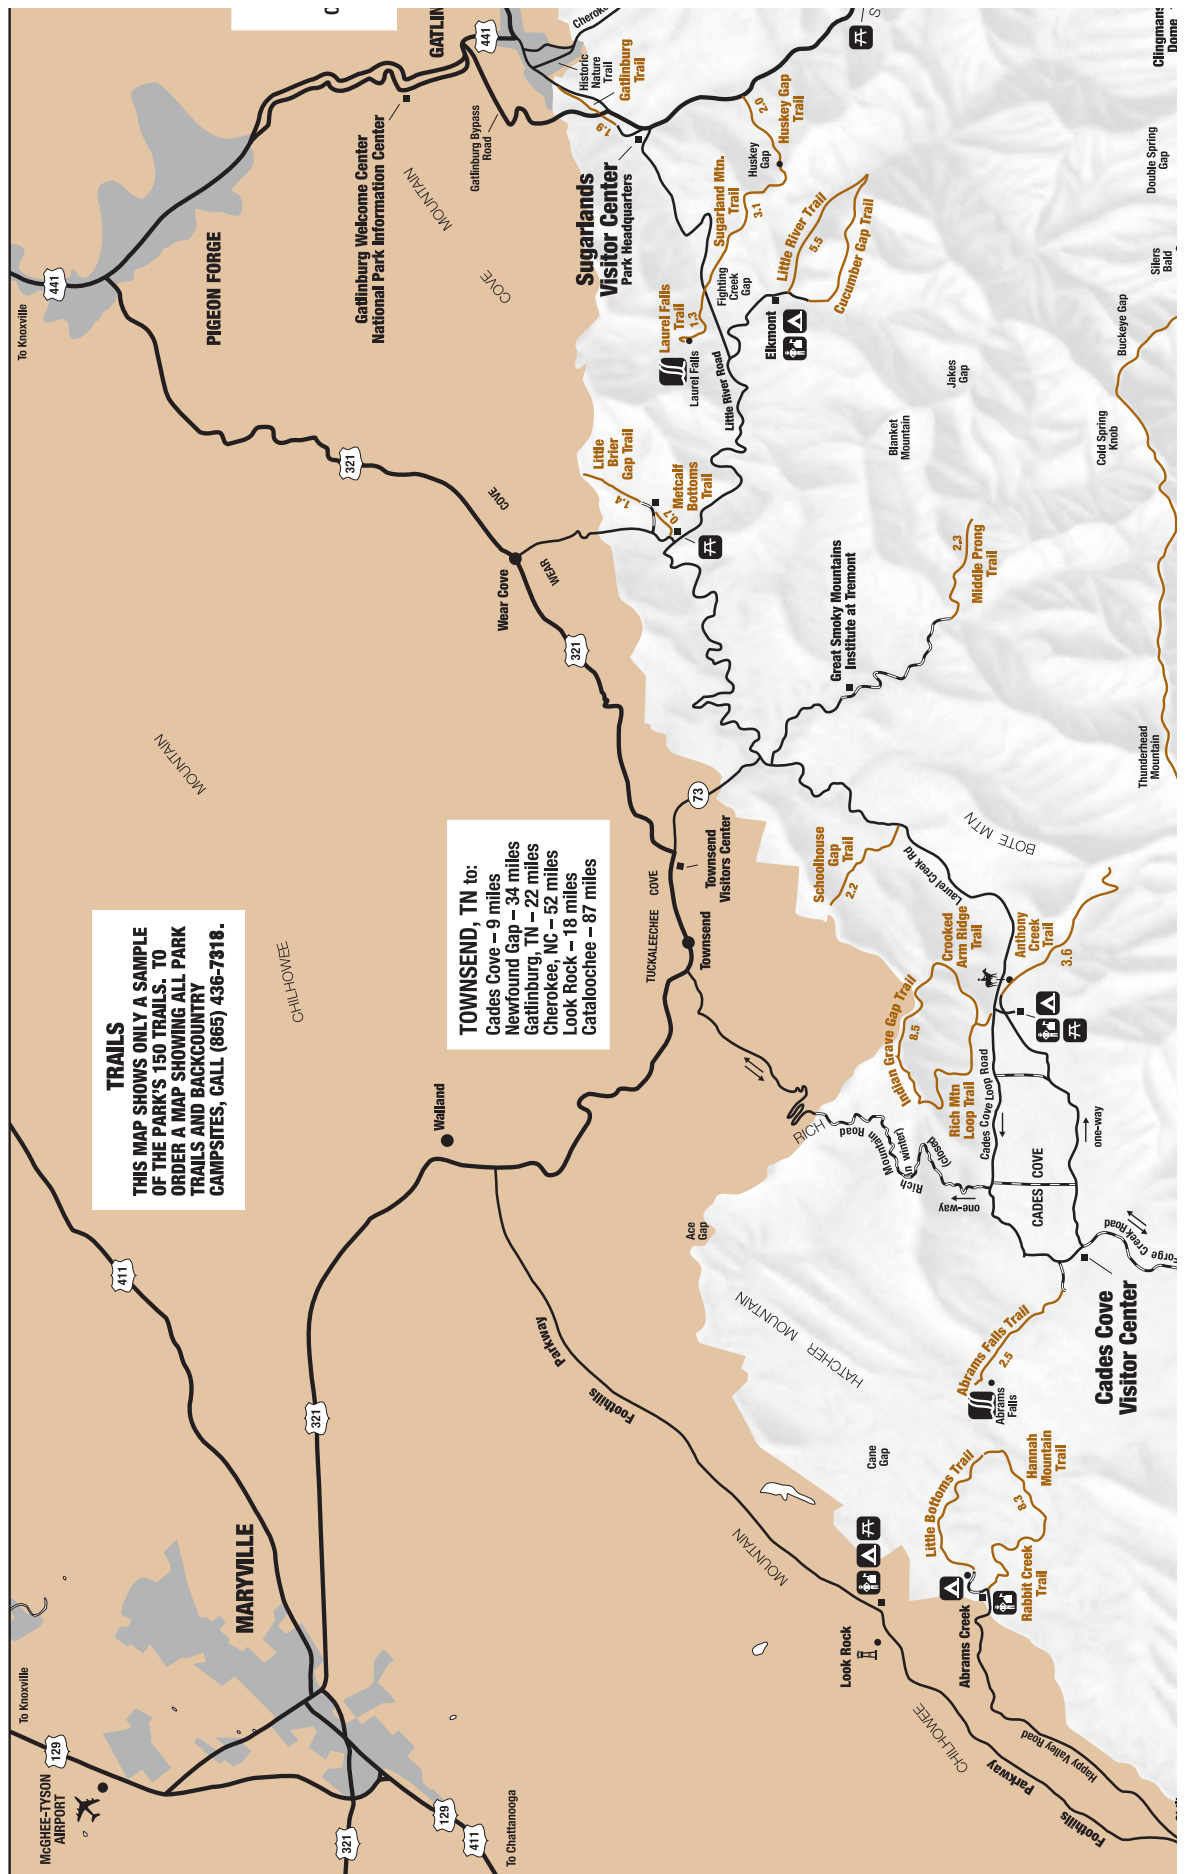 To Knoxville
129
McGHEE–TYSON
AIRPORT
MARYVILLE
321
129
411
To Chattanooga
411
TRAILS
THIS MAP SHOWS ONLY A SAMPLE
OF THE PARK'S 150 TRAILS. TO
ORDER A MAP SHOWING ALL PARK
TRAILS AND BACKCOUNTRY
CAMPSITES, CALL (865) 436-7318.
321
Walland
CHILHOWEE
MOUNTAIN
TOWNSEND, TN to:
Cades Cove – 9 miles
Newfound Gap – 34 miles
Gatlinburg, TN – 22 miles
Cherokee, NC – 52 miles
Look Rock – 18 miles
Cataloochee – 87 miles
To Knoxville
441
PIGEON FORGE
321
Wear Cove
WEAR
COVE
321
Gatlinburg Welcome Center
National Park Information Center
MOUNTAIN
COVE
GATLIN
441
Gatlinburg Bypass
Road
Historic
Nature
Trail
Cheroke
Gatlinburg
Trail
1.9
Sugarlands
Visitor Center
Park Headquarters
Huskey Gap
Trail
2.0
Huskey
Gap
Sugarland Mtn.
Trail
3.1
Little River Trail
5.5
Cucumber Gap Trail
Fighting
Creek
Gap
Laurel Falls
Trail
1.3
Laurel Falls
Elkmont
Little River Road
Little
Brier
Gap Trail
1.4
Metcalf
Bottoms
Trail
0.7
Clingmans
Dome
Double Spring
Gap
Silers
Bald
Buckeye Gap
Jakes
Gap
Blanket
Mountain
Cold Spring
Knob
Middle Prong
Trail
2.3
Great Smoky Mountains
Institute at Tremont
Thunderhead
Mountain
BOTE MTN
73
Townsend
Visitors Center
TUCKALEECHEE COVE
Townsend
Schoolhouse
Gap
Trail
2.2
Laurel Creek Rd
Crooked
Arm Ridge
Trail
Anthony
Creek
Trail
3.6
Indian Grave Gap Trail
8.5
Rich Mtn
Loop Trail
Cades Cove Loop Road
RICH
Rich Mountain Road
(closed in winter)
one-way
one-way
CADES COVE
Forge Creek Road
Cades Cove
Visitor Center
Ace
Gap
HATCHER MOUNTAIN MOUNTAIN
Abrams Falls Trail
2.5
Abrams
Falls
Cane
Gap
Little Bottoms Trail
Hannah
Mountain
Trail
8.3
Rabbit Creek
Trail
Abrams Creek
Foothills Parkway
MOUNTAIN
Look Rock
CHILHOWEE
Happy Valley Road
Foothills Parkway